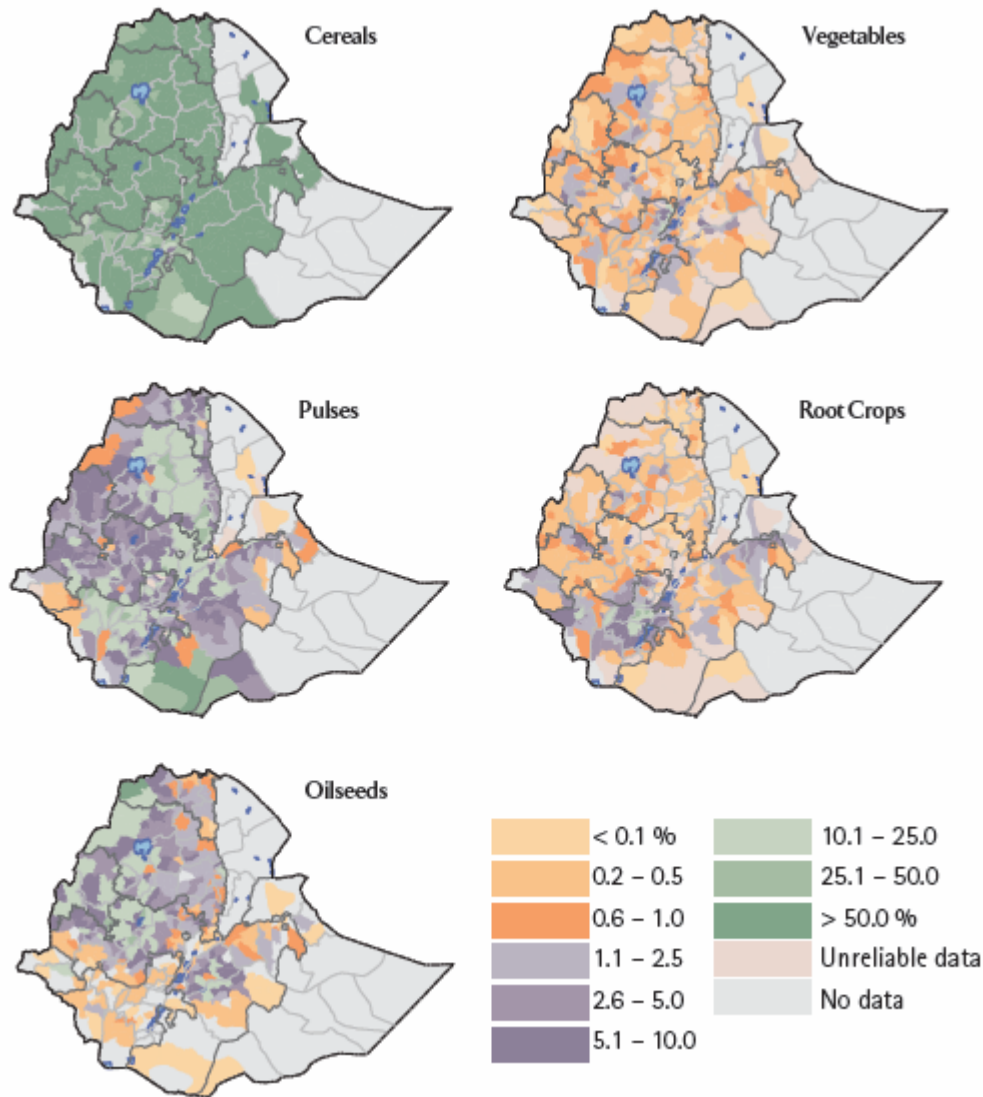 Cereals
Vegetables
Pulses
Root Crops
Oilseeds
< 0.1 %
0.2 – 0.5
0.6 – 1.0
1.1 – 2.5
2.6 – 5.0
5.1 – 10.0
10.1 – 25.0
25.1 – 50.0
> 50.0 %
Unreliable data
No data